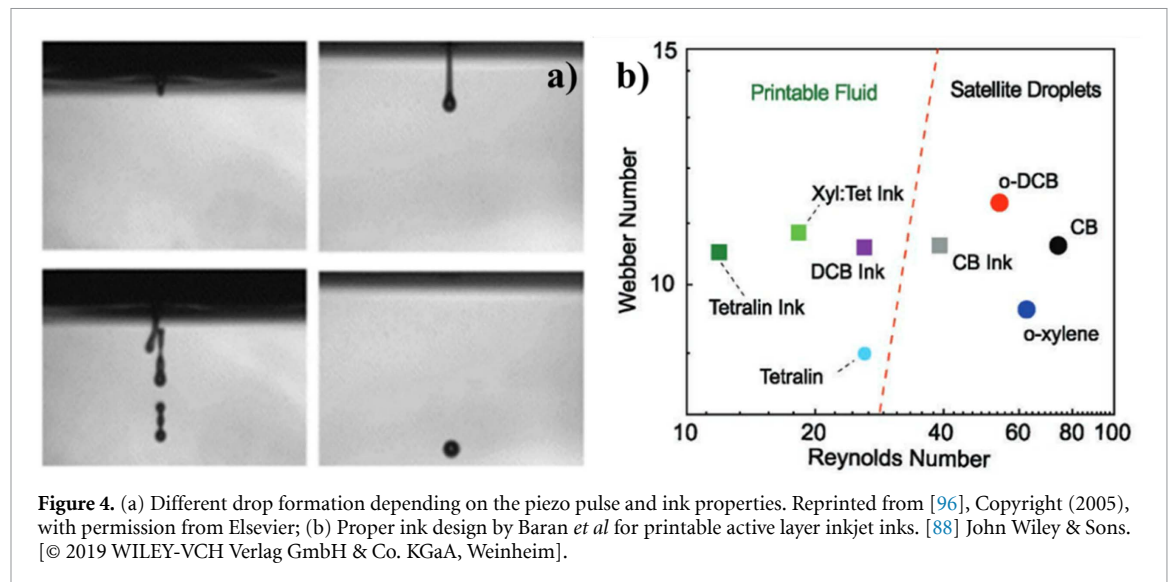 a)
b)
15
Printable Fluid
Satellite Droplets
o-DCB
Xyl:Tet Ink
CB
DCB Ink
CB Ink
Tetralin Ink
10
o-xylene
Tetralin
Webber Number
10
20
40
60
80
100
Reynolds Number
Figure 4. (a) Different drop formation depending on the piezo pulse and ink properties. Reprinted from [96], Copyright (2005),
with permission from Elsevier; (b) Proper ink design by Baran et al for printable active layer inkjet inks. [88] John Wiley & Sons.
[© 2019 WILEY-VCH Verlag GmbH & Co. KGaA, Weinheim].